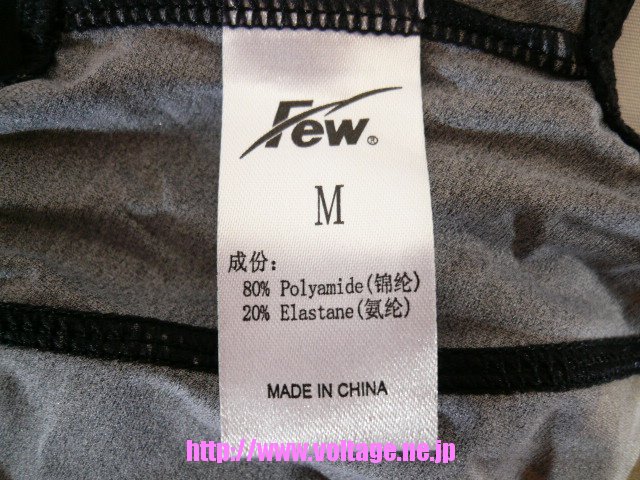 Few®
M
成份：
80% Polyamide(锦纶)
20% Elastane(氨纶)
MADE IN CHINA
http://www.voltage.ne.jp